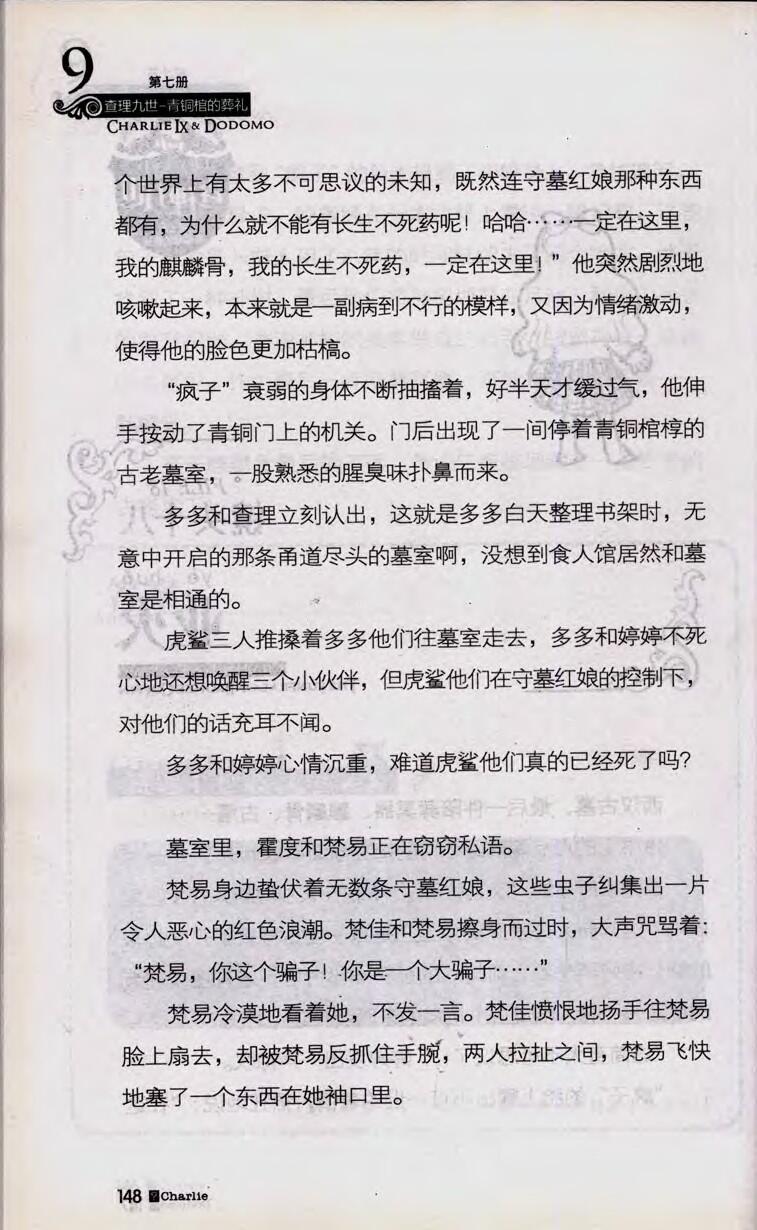 9
第七册
查理九世-青铜棺的葬礼
CHARLIE IX & DODOMO
个世界上有太多不可思议的未知，既然连守墓红娘那种东西
都有，为什么就不能有长生不死药呢！哈哈……一定在这里，
我的麒麟骨，我的长生不死药，一定在这里！”他突然剧烈地
咳嗽起来，本来就是一副病到不行的模样，又因为情绪激动，
使得他的脸色更加枯槁。
“疯子”衰弱的身体不断抽搐着，好半天才缓过气，他伸
手按动了青铜门上的机关。门后出现了一间停着青铜棺椁的
古老墓室，一股熟悉的腥臭味扑鼻而来。
多多和查理立刻认出，这就是多多白天整理书架时，无
意中开启的那条甬道尽头的墓室啊，没想到食人馆居然和墓
室是相通的。
虎鲨三人推搡着多多他们往墓室走去，多多和婷婷不死
心地还想唤醒三个小伙伴，但虎鲨他们在守墓红娘的控制下，
对他们的话充耳不闻。
多多和婷婷心情沉重，难道虎鲨他们真的已经死了吗？
墓室里，霍度和梵易正在窃窃私语。
梵易身边蛰伏着无数条守墓红娘，这些虫子纠集出一片
令人恶心的红色浪潮。梵佳和梵易擦身而过时，大声咒骂着：
“梵易，你这个骗子！你是一个大骗子……”
梵易冷漠地看着她，不发一言。梵佳愤恨地扬手往梵易
脸上扇去，却被梵易反抓住手腕，两人拉扯之间，梵易飞快
地塞了一个东西在她袖口里。
148 Charlie